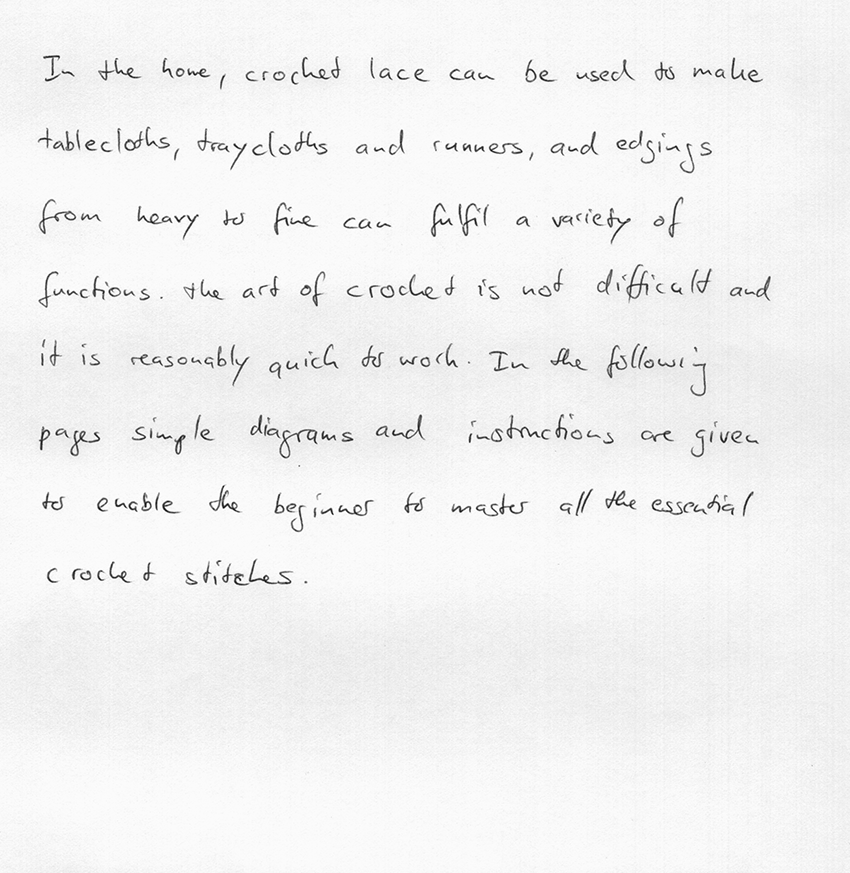 In the home, crochet lace can be used to make
tablecloths, traycloths and runners, and edgings
from heavy to fine can fulfil a variety of
functions. the art of crochet is not difficult and
it is reasonably quick to work. In the following
pages simple diagrams and instructions are given
to enable the beginner to master all the essential
crochet stitches.